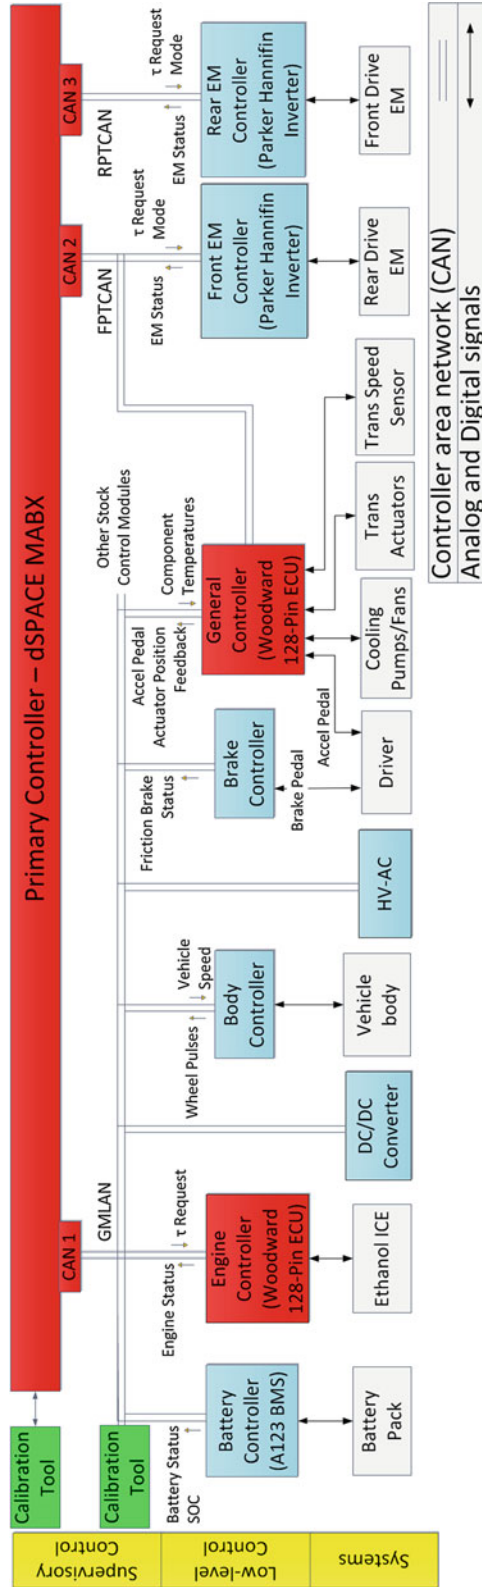 Primary Controller – dSPACE MABX
Calibration
Tool
CAN 1
CAN 2
CAN 3
Supervisory
Control
Calibration
Tool
GMLAN
FPTCAN
RPTCAN
Other Stock
Control Modules
Battery Status
SOC
Engine Status
τ Request
Wheel Pulses
Vehicle
Speed
Friction Brake
Status
Accel Pedal
Actuator Position
Feedback
Component
Temperatures
EM Status
τ Request
Mode
EM Status
τ Request
Mode
Low-level
Control
Battery
Controller
(A123 BMS)
Engine
Controller
(Woodward
128-Pin ECU)
Body
Controller
Brake
Controller
General
Controller
(Woodward
128-Pin ECU)
Front EM
Controller
(Parker Hannifin
Inverter)
Rear EM
Controller
(Parker Hannifin
Inverter)
Brake Pedal
Accel Pedal
Systems
Battery
Pack
Ethanol ICE
DC/DC
Converter
Vehicle
body
HV-AC
Driver
Cooling
Pumps/Fans
Trans
Actuators
Trans Speed
Sensor
Rear Drive
EM
Front Drive
EM
Controller area network (CAN)
Analog and Digital signals